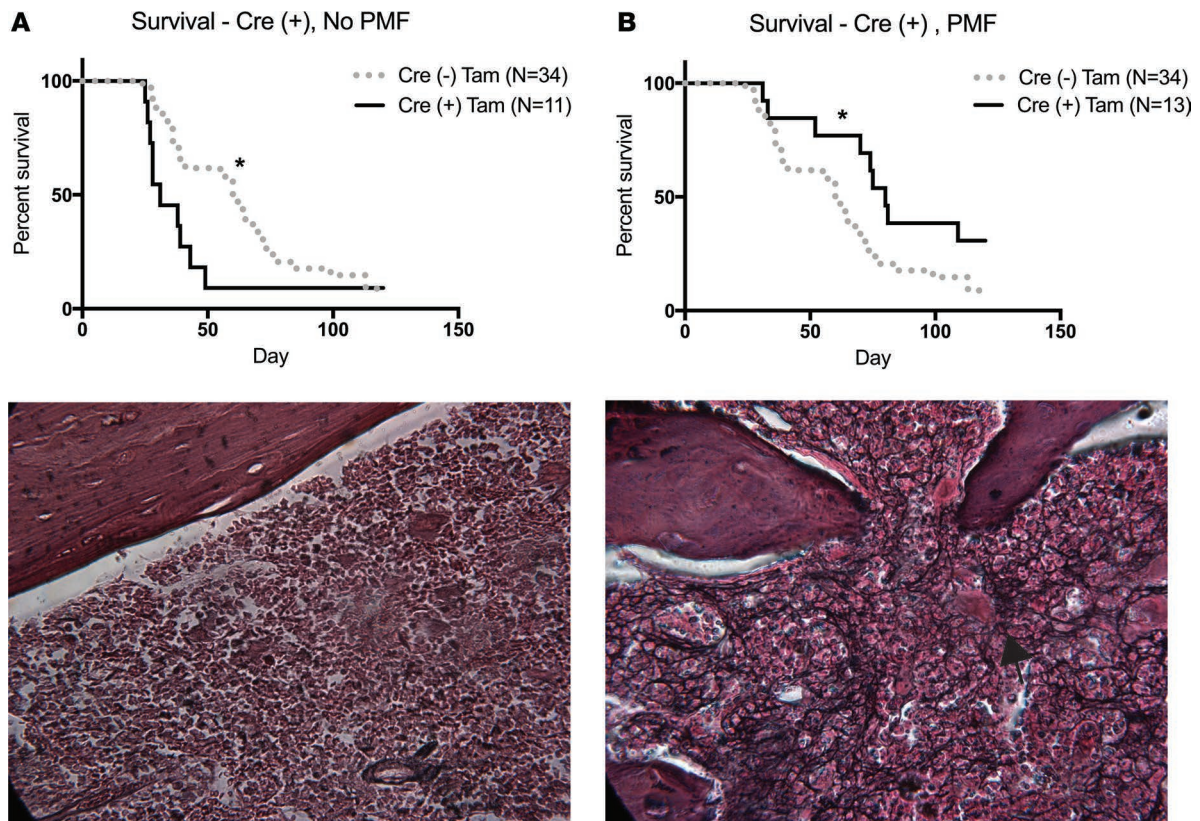 A
Survival - Cre (+), No PMF
100
50
0
Percent survival
0
50
100
150
Day
Cre (-) Tam (N=34)
Cre (+) Tam (N=11)
*
B
Survival - Cre (+) , PMF
100
50
0
Percent survival
0
50
100
150
Day
Cre (-) Tam (N=34)
Cre (+) Tam (N=13)
*